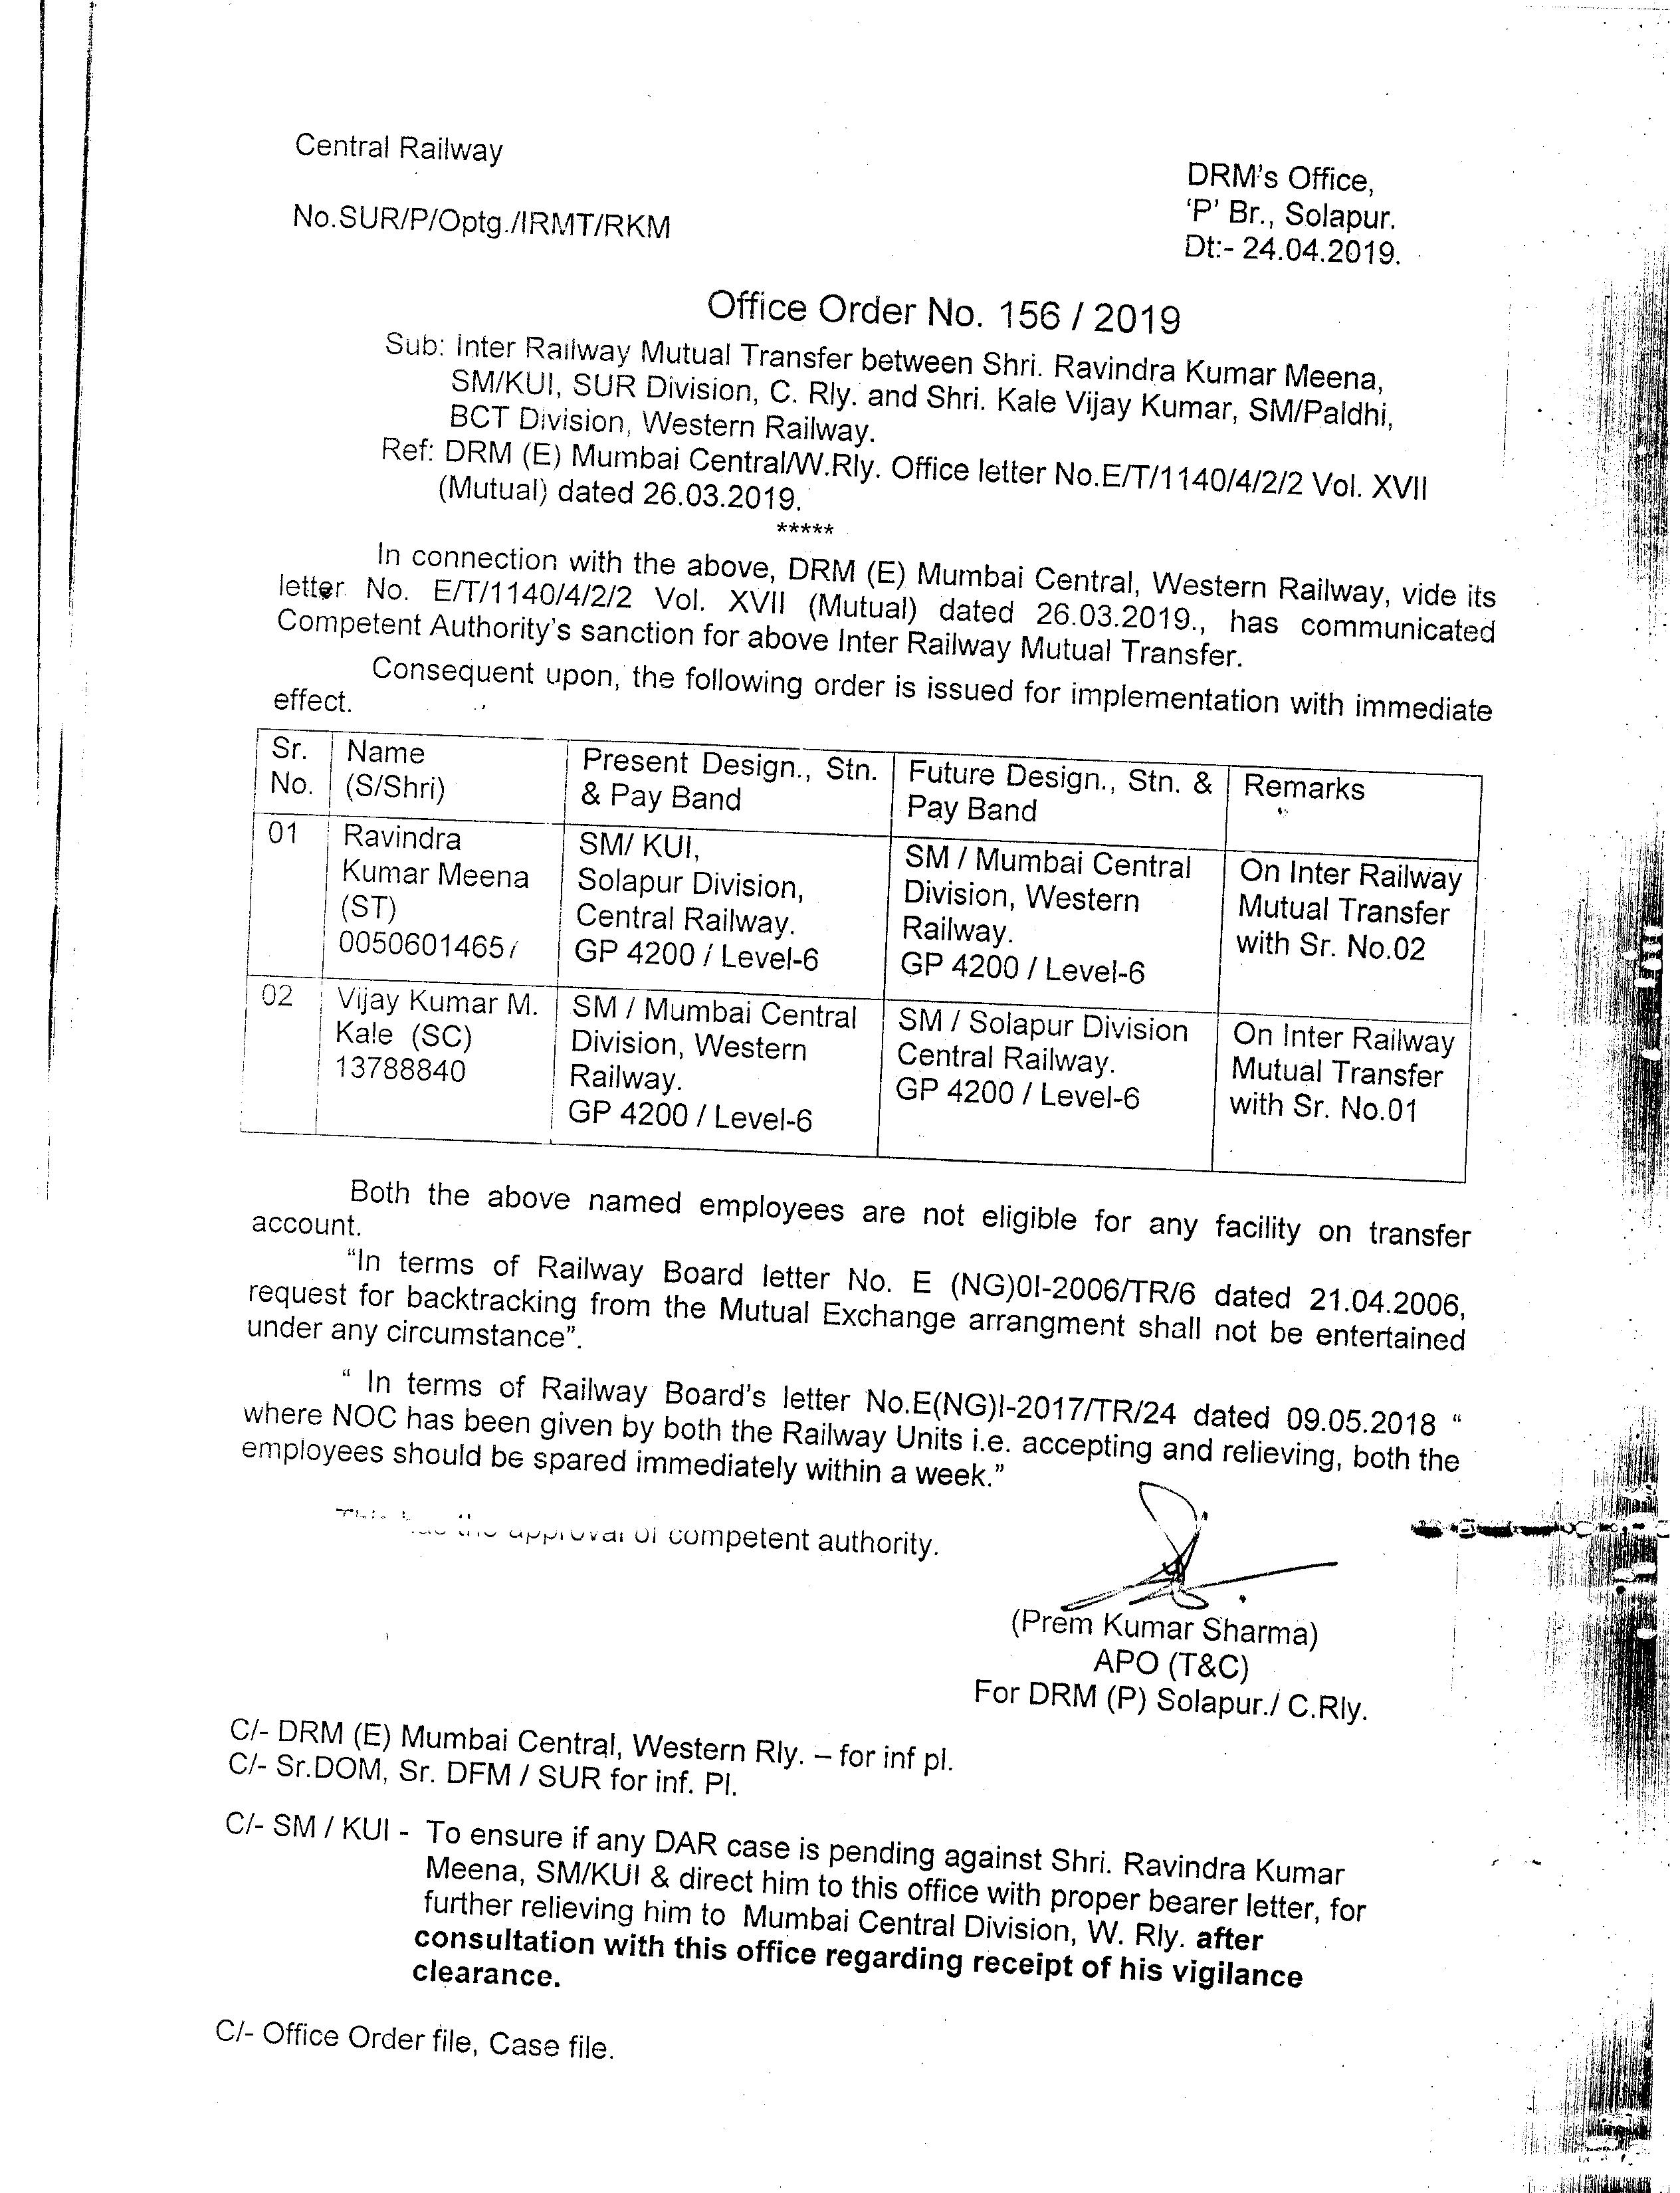 Central Railway
DRM's Office,
No.SUR/P/Optg./IRMT/RKM
'P' Br., Solapur.
Dt:- 24.04.2019.
Office Order No. 156 / 2019
Sub: Inter Railway Mutual Transfer between Shri. Ravindra Kumar Meena,
SM/KUI, SUR Division, C. Rly. and Shri. Kale Vijay Kumar, SM/Paldhi,
BCT Division, Western Railway.
Ref: DRM (E) Mumbai Central/W.Rly. Office letter No.E/T/1140/4/2/2 Vol. XVII
(Mutual) dated 26.03.2019.
*****
In connection with the above, DRM (E) Mumbai Central, Western Railway, vide its
letter No. E/T/1140/4/2/2 Vol. XVII (Mutual) dated 26.03.2019., has communicated
Competent Authority's sanction for above Inter Railway Mutual Transfer.
Consequent upon, the following order is issued for implementation with immediate
effect.
Sr. No. | Name (S/Shri) | Present Design., Stn. & Pay Band | Future Design., Stn. & Pay Band | Remarks
01 | Ravindra Kumar Meena (ST) 0050601465/ | SM/ KUI, Solapur Division, Central Railway. GP 4200 / Level-6 | SM / Mumbai Central Division, Western Railway. GP 4200 / Level-6 | On Inter Railway Mutual Transfer with Sr. No.02
02 | Vijay Kumar M. Kale (SC) 13788840 | SM / Mumbai Central Division, Western Railway. GP 4200 / Level-6 | SM / Solapur Division Central Railway. GP 4200 / Level-6 | On Inter Railway Mutual Transfer with Sr. No.01
Both the above named employees are not eligible for any facility on transfer
account.
"In terms of Railway Board letter No. E (NG)0I-2006/TR/6 dated 21.04.2006,
request for backtracking from the Mutual Exchange arrangment shall not be entertained
under any circumstance".
" In terms of Railway Board's letter No.E(NG)I-2017/TR/24 dated 09.05.2018 "
where NOC has been given by both the Railway Units i.e. accepting and relieving, both the
employees should be spared immediately within a week."
This has the approval of competent authority.
(Prem Kumar Sharma)
APO (T&C)
For DRM (P) Solapur./ C.Rly.
C/- DRM (E) Mumbai Central, Western Rly. – for inf pl.
C/- Sr.DOM, Sr. DFM / SUR for inf. Pl.
C/- SM / KUI - To ensure if any DAR case is pending against Shri. Ravindra Kumar
Meena, SM/KUI & direct him to this office with proper bearer letter, for
further relieving him to Mumbai Central Division, W. Rly. after
consultation with this office regarding receipt of his vigilance
clearance.
C/- Office Order file, Case file.